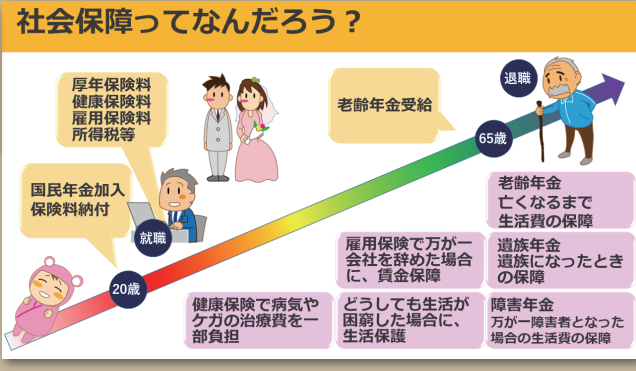 社会保障ってなんだろう？
厚年保険料
健康保険料
雇用保険料
所得税等
老齢年金受給
退職
65歳
国民年金加入
保険料納付
就職
20歳
老齢年金
亡くなるまで
生活費の保障
雇用保険で万が一
会社を辞めた場合
に、賃金保障
遺族年金
遺族になったとき
の保障
健康保険で病気や
ケガの治療費を一
部負担
どうしても生活が
困窮した場合に、
生活保護
障害年金
万が一障害者となった
場合の生活費の保障